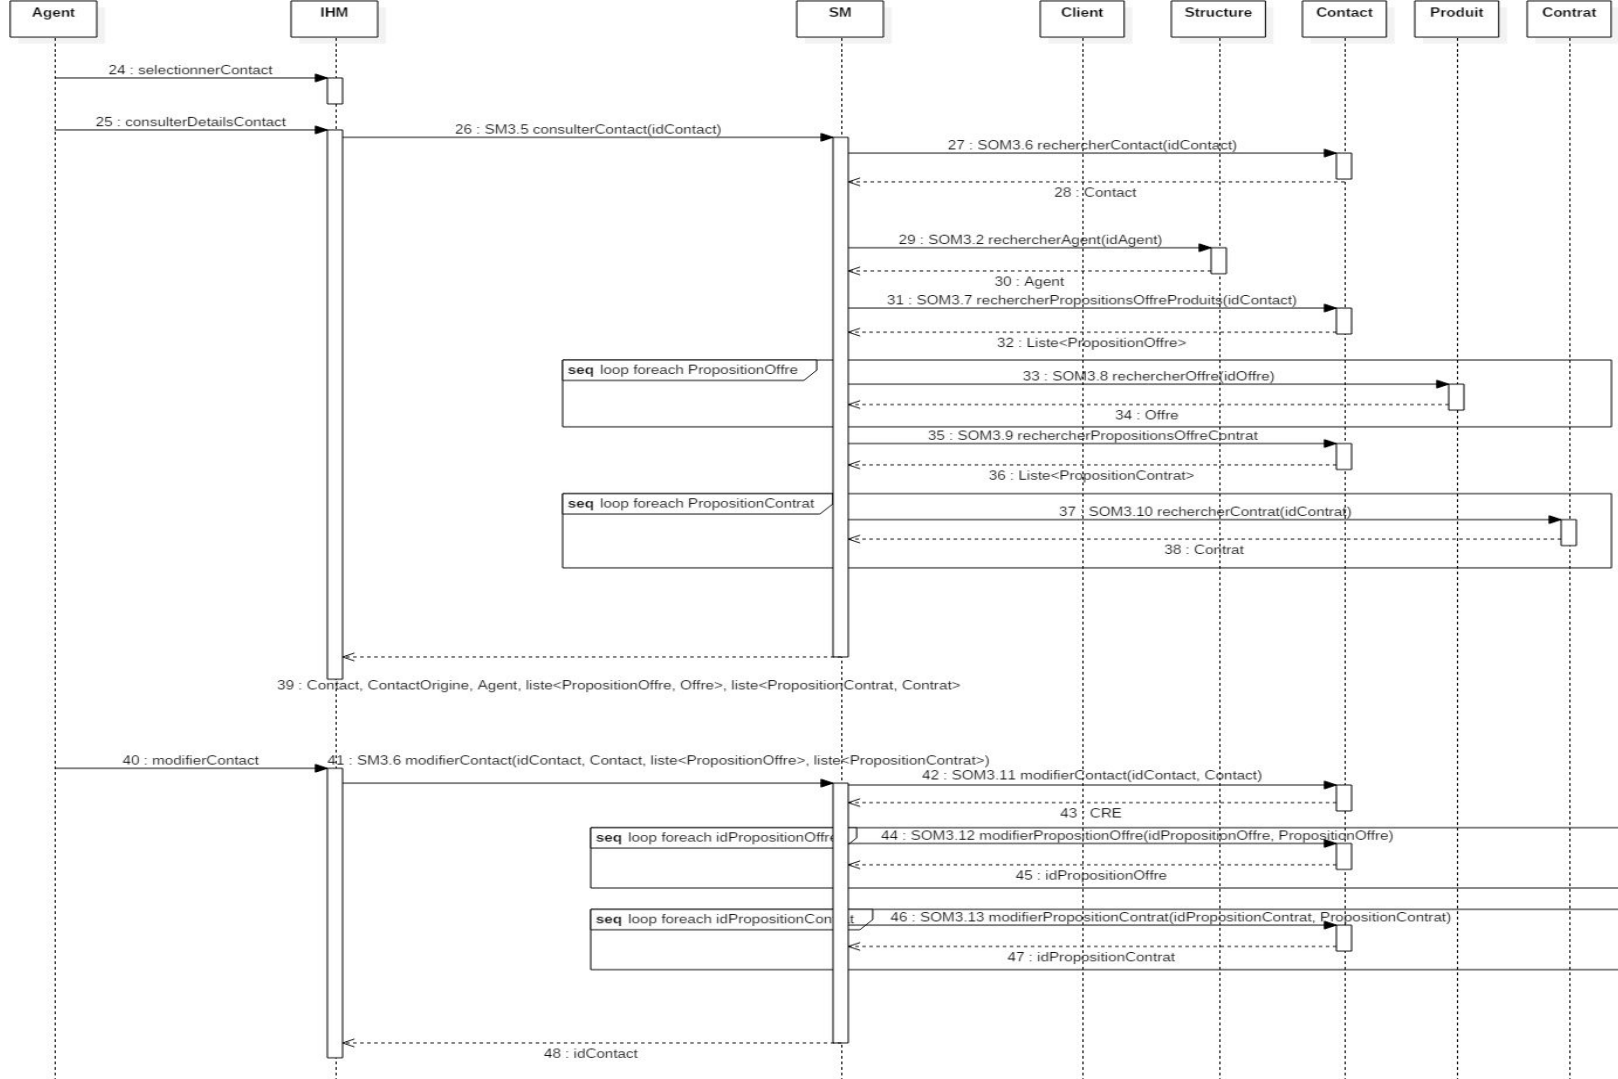 Agent
IHM
SM
Client
Structure
Contact
Produit
Contrat
24 : selectionnerContact
25 : consulterDetailsContact
26 : SM3.5 consulterContact(idContact)
27 : SOM3.6 rechercherContact(idContact)
28 : Contact
29 : SOM3.2 rechercherAgent(idAgent)
30 : Agent
31 : SOM3.7 rechercherPropositionsOffreProduits(idContact)
32 : Liste<PropositionOffre>
seq loop foreach PropositionOffre
33 : SOM3.8 rechercherOffre(idOffre)
34 : Offre
35 : SOM3.9 rechercherPropositionsOffreContrat
36 : Liste<PropositionContrat>
seq loop foreach PropositionContrat
37 : SOM3.10 rechercherContrat(idContrat)
38 : Contrat
39 : Contact, ContactOrigine, Agent, liste<PropositionOffre, Offre>, liste<PropositionContrat, Contrat>
40 : modifierContact
41 : SM3.6 modifierContact(idContact, Contact, liste<PropositionOffre>, liste<PropositionContrat>)
42 : SOM3.11 modifierContact(idContact, Contact)
43 : CRE
seq loop foreach idPropositionOffre
44 : SOM3.12 modifierPropositionOffre(idPropositionOffre, PropositionOffre)
45 : idPropositionOffre
seq loop foreach idPropositionContrat
46 : SOM3.13 modifierPropositionContrat(idPropositionContrat, PropositionContrat)
47 : idPropositionContrat
48 : idContact